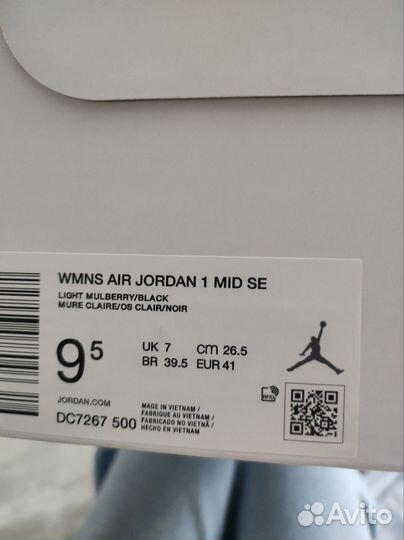 WMNS AIR JORDAN 1 MID SE
LIGHT MULBERRY/BLACK
MURE CLAIRE/OS CLAIR/NOIR
9 5
UK 7 cm 26.5
BR 39.5 EUR 41
JORDAN.COM
DC7267 500
MADE IN VIETNAM /
FABRIQUE AU VIETNAM /
FABRICADO NO VIETNÃ /
HECHO EN VIETNAM
RFID
Avito